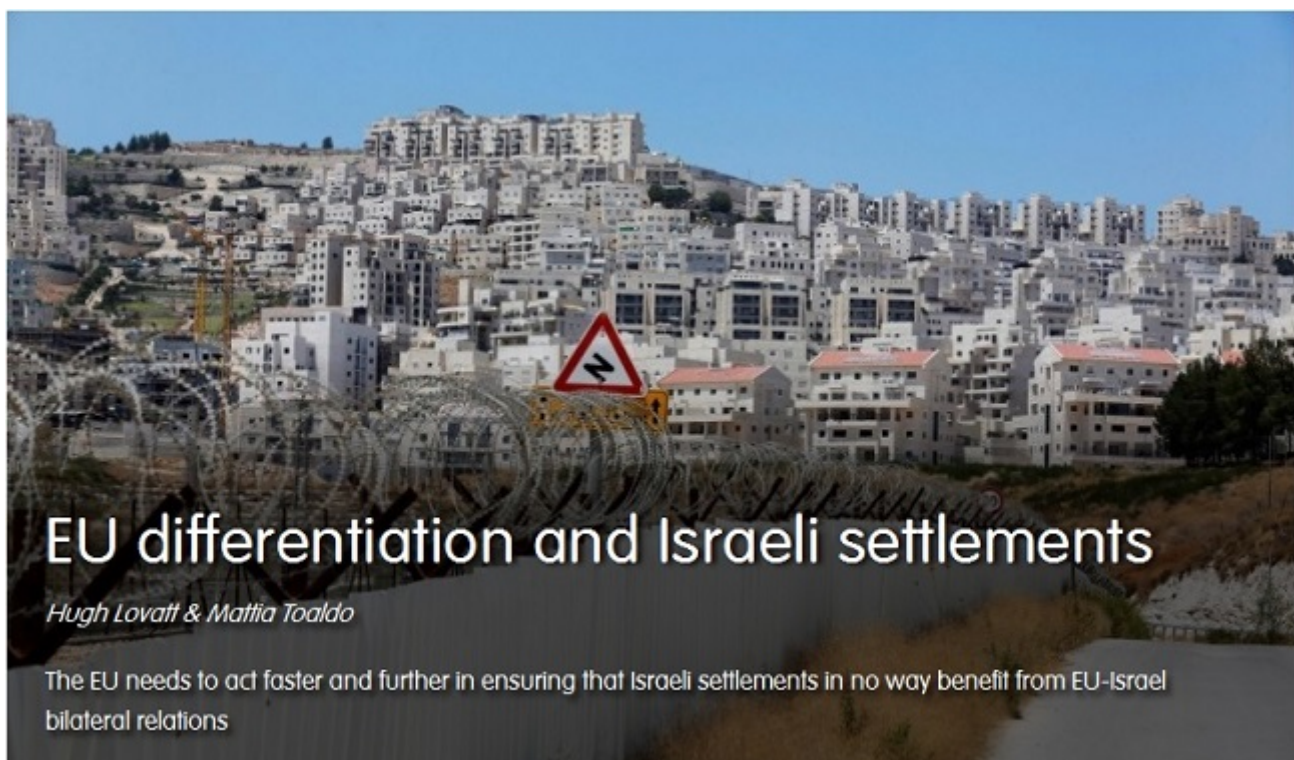 EU differentiation and Israeli settlements
Hugh Lovatt & Mattia Toaldo
The EU needs to act faster and further in ensuring that Israeli settlements in no way benefit from EU-Israel
bilateral relations